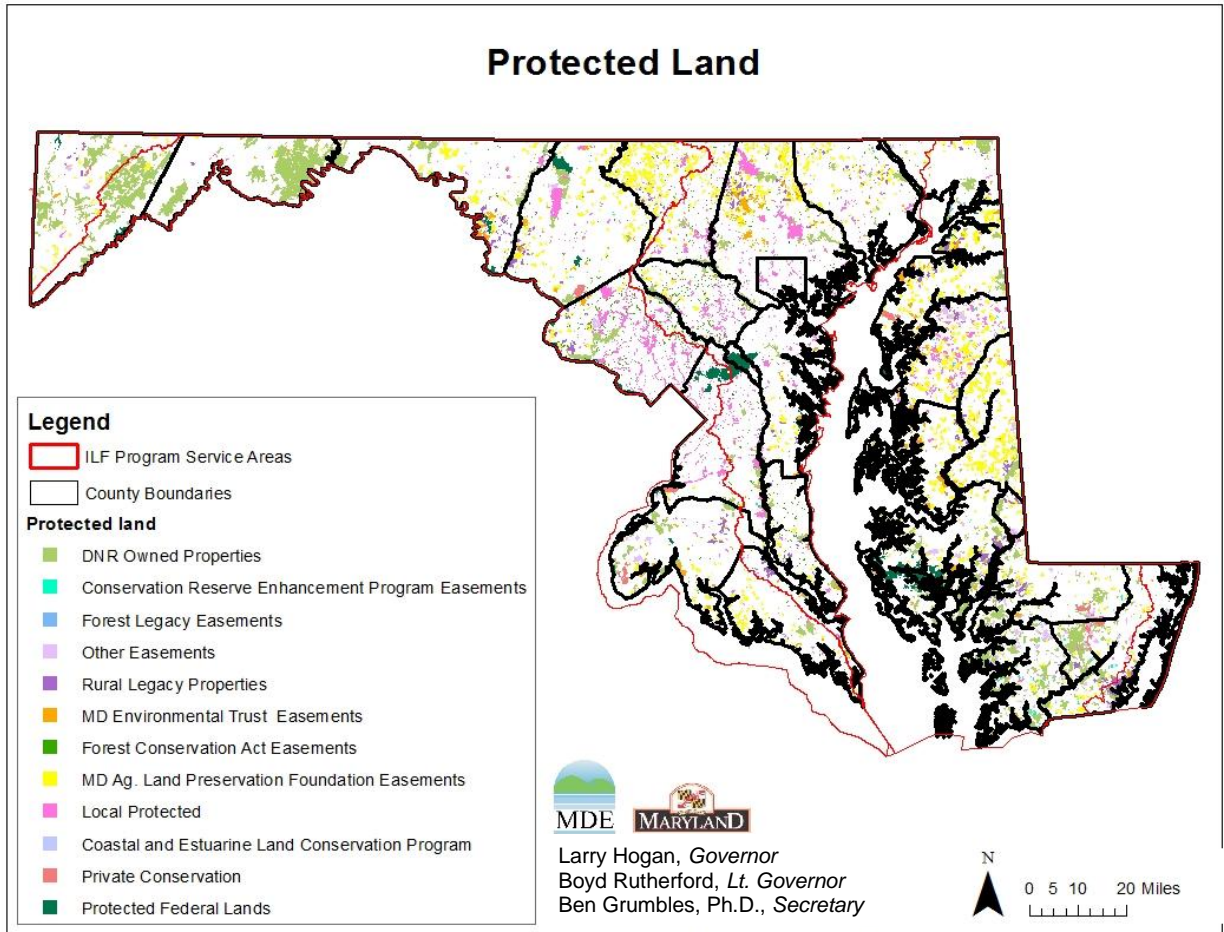 Protected Land
Legend
ILF Program Service Areas
County Boundaries
Protected land
DNR Owned Properties
Conservation Reserve Enhancement Program Easements
Forest Legacy Easements
Other Easements
Rural Legacy Properties
MD Environmental Trust  Easements
Forest Conservation Act Easements
MD Ag. Land Preservation Foundation Easements
Local Protected
Coastal and Estuarine Land Conservation Program
Private Conservation
Protected Federal Lands
MDE
MARYLAND
Larry Hogan, Governor
Boyd Rutherford, Lt. Governor
Ben Grumbles, Ph.D., Secretary
N
0 5 10 20 Miles